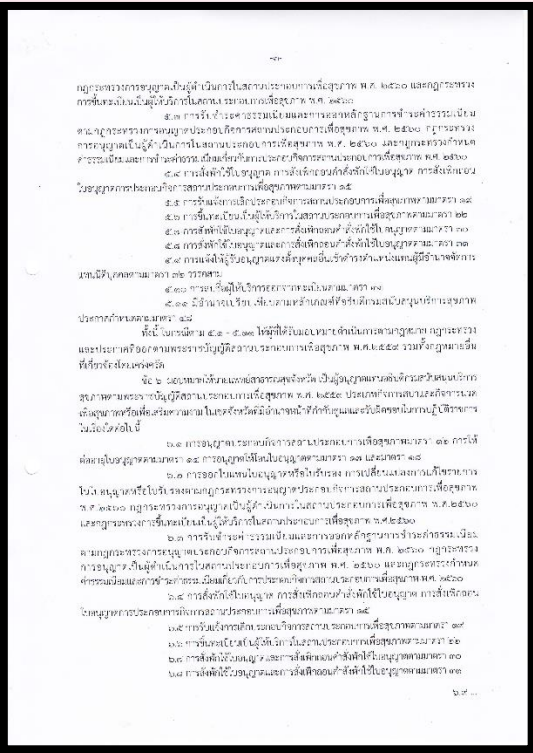 -๓-
กฎกระทรวงการอนุญาตเป็นผู้ดำเนินการในสถานประกอบการเพื่อสุขภาพ พ.ศ. ๒๕๖๐ และกฎกระทรวง
การขึ้นทะเบียนเป็นผู้ให้บริการในสถานประกอบการเพื่อสุขภาพ พ.ศ. ๒๕๖๐
๕.๓ การรับชำระค่าธรรมเนียมและการออกหลักฐานการชำระค่าธรรมเนียม
ตามกฎกระทรวงการอนุญาตประกอบกิจการสถานประกอบการเพื่อสุขภาพ พ.ศ. ๒๕๖๐ กฎกระทรวง
การอนุญาตเป็นผู้ดำเนินการในสถานประกอบการเพื่อสุขภาพ พ.ศ. ๒๕๖๐ และกฎกระทรวงกำหนด
ค่าธรรมเนียมและการชำระค่าธรรมเนียมเกี่ยวกับการประกอบกิจการสถานประกอบการเพื่อสุขภาพ พ.ศ. ๒๕๖๐
๕.๔ การสั่งพักใช้ใบอนุญาต การสั่งเพิกถอนคำสั่งพักใช้ใบอนุญาต การสั่งเพิกถอน
ใบอนุญาตการประกอบกิจการสถานประกอบการเพื่อสุขภาพตามมาตรา ๑๕
๕.๕ การรับแจ้งการเลิกประกอบกิจการสถานประกอบการเพื่อสุขภาพตามมาตรา ๑๙
๕.๖ การขึ้นทะเบียนเป็นผู้ให้บริการในสถานประกอบการเพื่อสุขภาพตามมาตรา ๒๒
๕.๗ การสั่งพักใช้ใบอนุญาตและการสั่งเพิกถอนคำสั่งพักใช้ใบอนุญาตตามมาตรา ๓๐
๕.๘ การสั่งพักใช้ใบอนุญาตและการสั่งเพิกถอนคำสั่งพักใช้ใบอนุญาตตามมาตรา ๓๑
๕.๙ การแจ้งให้ผู้รับอนุญาตแต่งตั้งบุคคลอื่นเข้าดำรงตำแหน่งแทนผู้มีอำนาจจัดการ
แทนนิติบุคคลตามมาตรา ๓๒ วรรคสาม
๕.๑๐ การลบชื่อผู้ให้บริการออกจากทะเบียนตามมาตรา
๕.๑๑ มีอำนาจเปรียบเทียบตามหลักเกณฑ์ที่อธิบดีกรมสนับสนุนบริการสุขภาพ
ประกาศกำหนดตามมาตรา ๔๘
ทั้งนี้ ในกรณีตาม ๕.๑ - ๕.๑๑ ให้ผู้ที่ได้รับมอบหมายดำเนินการตามกฎหมาย กฎกระทรวง
และประกาศที่ออกตามพระราชบัญญัติสถานประกอบการเพื่อสุขภาพ พ.ศ.๒๕๕๙ รวมทั้งกฎหมายอื่น
ที่เกี่ยวข้องโดยเคร่งครัด
ข้อ ๖ มอบหมายให้นายแพทย์สาธารณสุขจังหวัด เป็นผู้อนุญาตแทนอธิบดีกรมสนับสนุนบริการ
สุขภาพตามพระราชบัญญัติสถานประกอบการเพื่อสุขภาพ พ.ศ. ๒๕๕๙ ประเภทกิจการสปาและกิจการนวด
เพื่อสุขภาพหรือเพื่อเสริมความงาม ในเขตจังหวัดที่มีอำนาจหน้าที่กำกับดูแลและรับผิดชอบในการปฏิบัติราชการ
ในเรื่องใดต่อไปนี้
๖.๑ การอนุญาตประกอบกิจการสถานประกอบการเพื่อสุขภาพตามมาตรา ๑๒ การให้
ต่ออายุใบอนุญาตตามมาตรา ๑๔ การอนุญาตให้โอนใบอนุญาตตามมาตรา ๑๗ และมาตรา ๑๘
๖.๒ การออกใบแทนใบอนุญาตหรือใบรับรอง การเปลี่ยนแปลงการแก้ไขรายการ
ในใบอนุญาตหรือใบรับรองตามกฎกระทรวงการอนุญาตประกอบกิจการสถานประกอบการเพื่อสุขภาพ
พ.ศ.๒๕๖๐ กฎกระทรวงการอนุญาตเป็นผู้ดำเนินการในสถานประกอบการเพื่อสุขภาพ พ.ศ.๒๕๖๐
และกฎกระทรวงการขึ้นทะเบียนเป็นผู้ให้บริการในสถานประกอบการเพื่อสุขภาพ พ.ศ.๒๕๖๐
๖.๓ การรับชำระค่าธรรมเนียมและการออกหลักฐานการชำระค่าธรรมเนียม
ตามกฎกระทรวงการอนุญาตประกอบกิจการสถานประกอบการเพื่อสุขภาพ พ.ศ. ๒๕๖๐ กฎกระทรวง
การอนุญาตเป็นผู้ดำเนินการในสถานประกอบการเพื่อสุขภาพ พ.ศ. ๒๕๖๐ และกฎกระทรวงกำหนด
ค่าธรรมเนียมและการชำระค่าธรรมเนียมเกี่ยวกับการประกอบกิจการสถานประกอบการเพื่อสุขภาพ พ.ศ. ๒๕๖๐
๖.๔ การสั่งพักใช้ใบอนุญาต การสั่งเพิกถอนคำสั่งพักใช้ใบอนุญาต การสั่งเพิกถอน
ใบอนุญาตการประกอบกิจการสถานประกอบการเพื่อสุขภาพตามมาตรา ๑๕
๖.๕ การรับแจ้งการเลิกประกอบกิจการสถานประกอบการเพื่อสุขภาพตามมาตรา ๑๙
๖.๖ การขึ้นทะเบียนเป็นผู้ให้บริการในสถานประกอบการเพื่อสุขภาพตามมาตรา ๒๒
๖.๗ การสั่งพักใช้ใบอนุญาตและการสั่งเพิกถอนคำสั่งพักใช้ใบอนุญาตตามมาตรา ๓๐
๖.๘ การสั่งพักใช้ใบอนุญาตและการสั่งเพิกถอนคำสั่งพักใช้ใบอนุญาตตามมาตรา ๓๑
๖.๙ ...